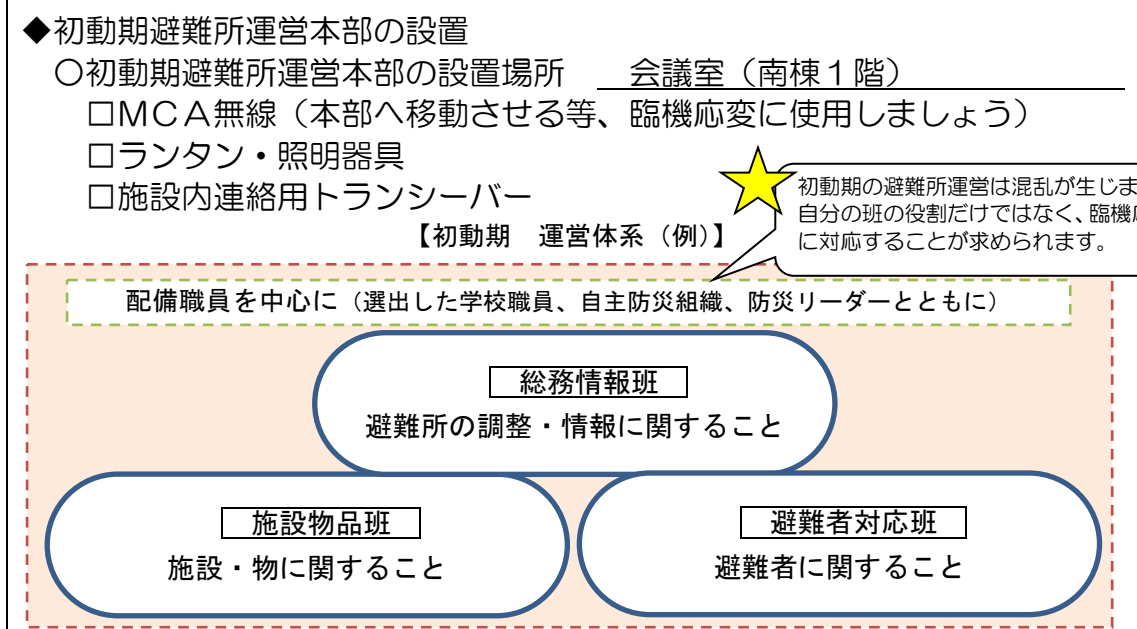 ◆初動期避難所運営本部の設置
○初動期避難所運営本部の設置場所　会議室（南棟１階）
□ＭＣＡ無線（本部へ移動させる等、臨機応変に使用しましょう）
□ランタン・照明器具
□施設内連絡用トランシーバー
初動期の避難所運営は混乱が生じま
自分の班の役割だけではなく、臨機
に対応することが求められます。
【初動期　運営体系（例）】
配備職員を中心に（選出した学校職員、自主防災組織、防災リーダーとともに）
総務情報班
避難所の調整・情報に関すること
施設物品班
施設・物に関すること
避難者対応班
避難者に関すること